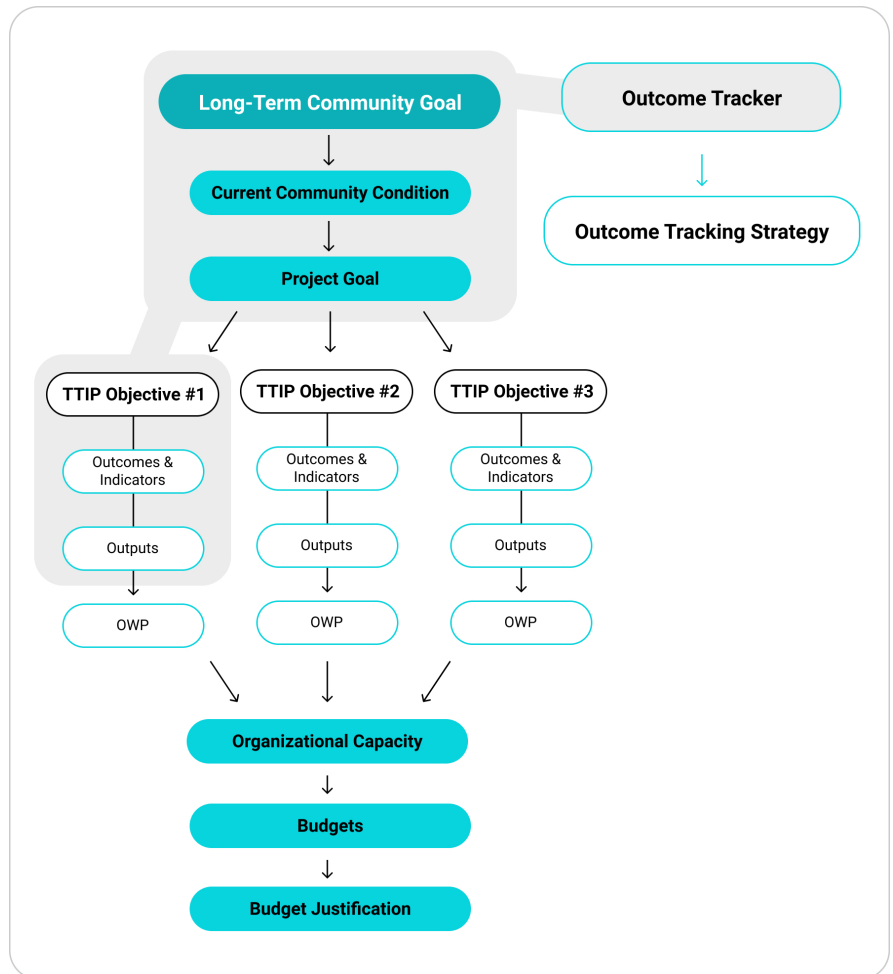 Long-Term Community Goal
Outcome Tracker
Current Community Condition
Outcome Tracking Strategy
Project Goal
TTIP Objective #1
TTIP Objective #2
TTIP Objective #3
Outcomes &
Indicators
Outcomes &
Indicators
Outcomes &
Indicators
Outputs
Outputs
Outputs
OWP
OWP
OWP
Organizational Capacity
Budgets
Budget Justification